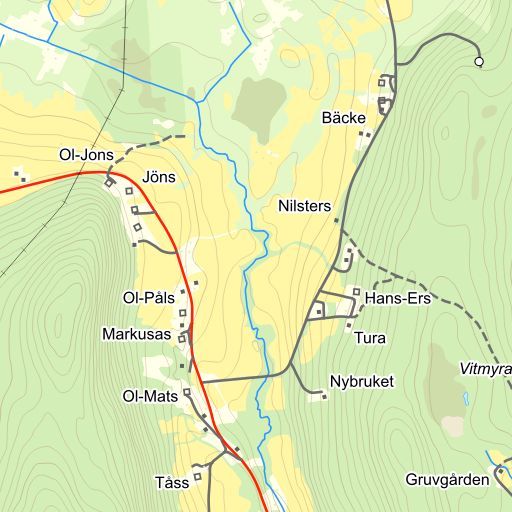 Bäcke
Ol-Jons
Jöns
Nilsters
Ol-Påls
Hans-Ers
Markusas
Tura
Vitmyra
Nybruket
Ol-Mats
Tåss
Gruvgården